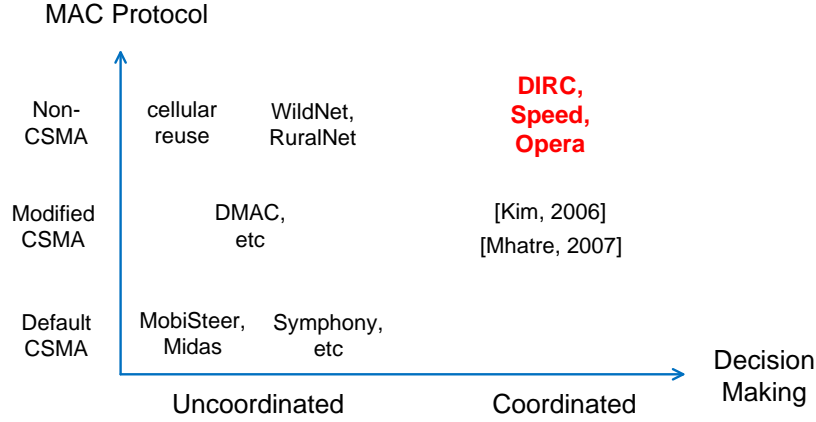 MAC Protocol
Non-
CSMA
cellular
reuse
WildNet,
RuralNet
DIRC,
Speed,
Opera
Modified
CSMA
DMAC,
etc
[Kim, 2006]
[Mhatre, 2007]
Default
CSMA
MobiSteer,
Midas
Symphony,
etc
Decision
Making
Uncoordinated
Coordinated